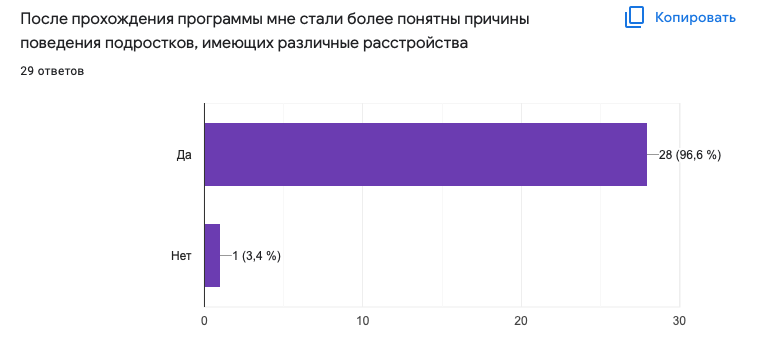 После прохождения программы мне стали более понятны причины
поведения подростков, имеющих различные расстройства
Копировать
29 ответов
Да
28 (96,6 %)
Нет
1 (3,4 %)
0
10
20
30